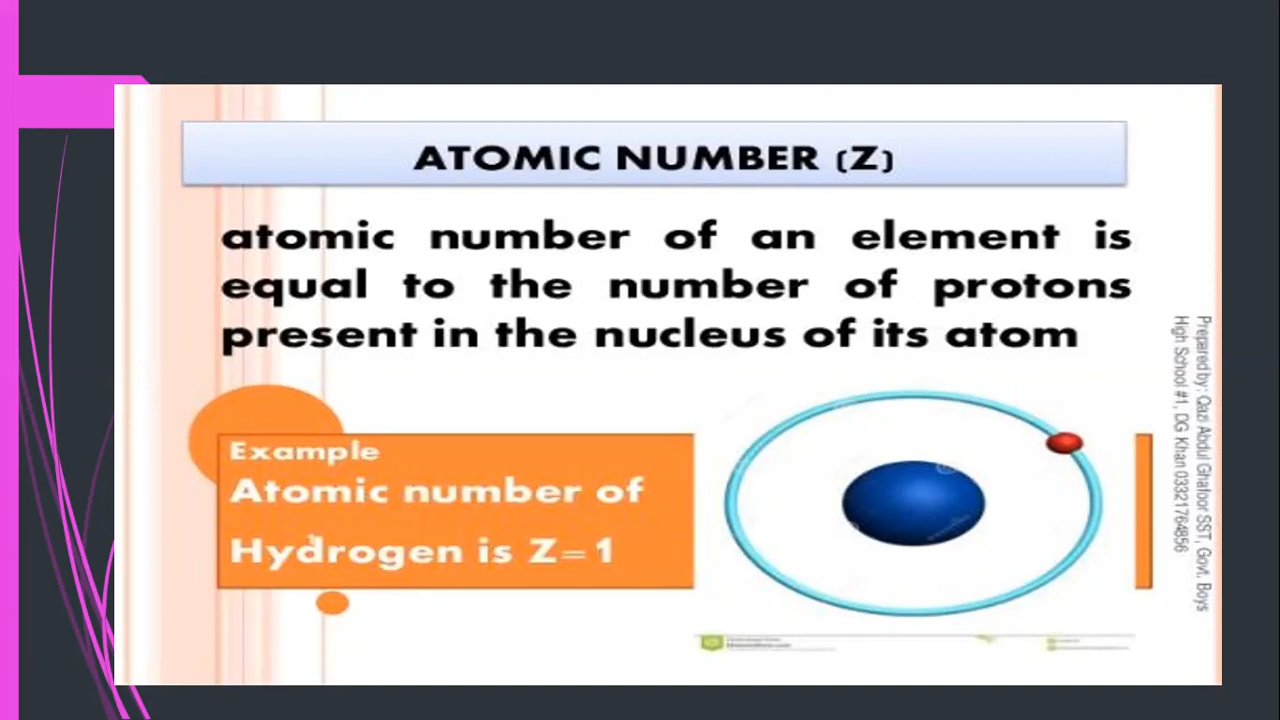 ATOMIC NUMBER (Z)
atomic number of an element is
equal to the number of protons
present in the nucleus of its atom
Example
Atomic number of
Hydrogen is Z=1
Prepared by: Qazi Abdul Ghafoor SST, Govt. Boys
High School #1, DG Khan 03321764856